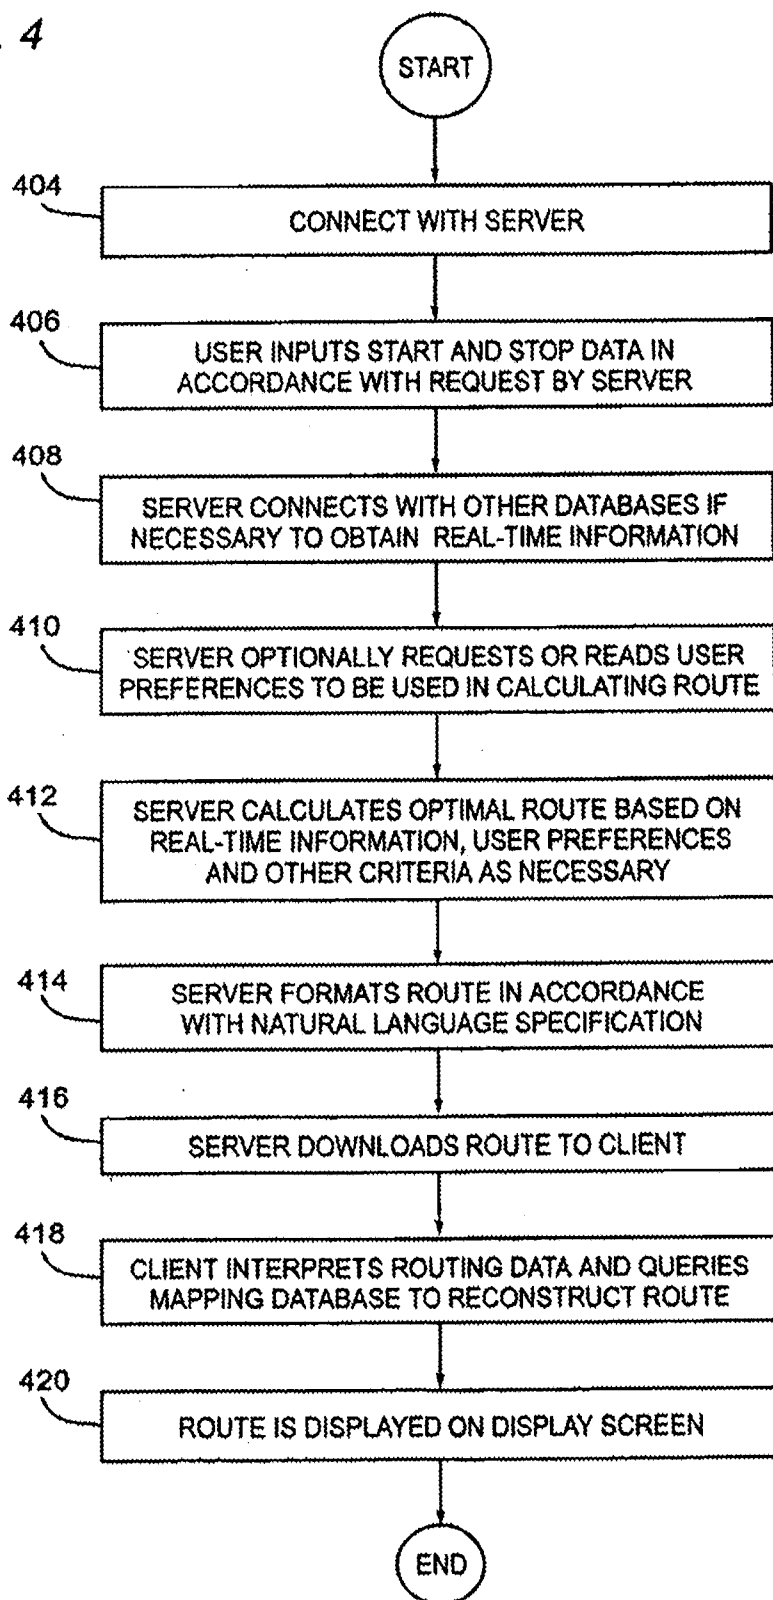 . 4
START
404
CONNECT WITH SERVER
406
USER INPUTS START AND STOP DATA IN
ACCORDANCE WITH REQUEST BY SERVER
408
SERVER CONNECTS WITH OTHER DATABASES IF
NECESSARY TO OBTAIN REAL-TIME INFORMATION
410
SERVER OPTIONALLY REQUESTS OR READS USER
PREFERENCES TO BE USED IN CALCULATING ROUTE
412
SERVER CALCULATES OPTIMAL ROUTE BASED ON
REAL-TIME INFORMATION, USER PREFERENCES
AND OTHER CRITERIA AS NECESSARY
414
SERVER FORMATS ROUTE IN ACCORDANCE
WITH NATURAL LANGUAGE SPECIFICATION
416
SERVER DOWNLOADS ROUTE TO CLIENT
418
CLIENT INTERPRETS ROUTING DATA AND QUERIES
MAPPING DATABASE TO RECONSTRUCT ROUTE
420
ROUTE IS DISPLAYED ON DISPLAY SCREEN
END